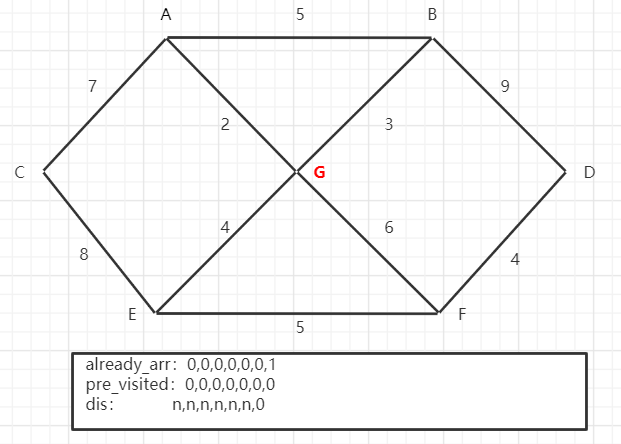 A
5
B
7
9
2
3
C
G
D
4
6
8
4
E
F
5
already_arr: 0,0,0,0,0,0,1
pre_visited: 0,0,0,0,0,0,0
dis: n,n,n,n,n,n,0